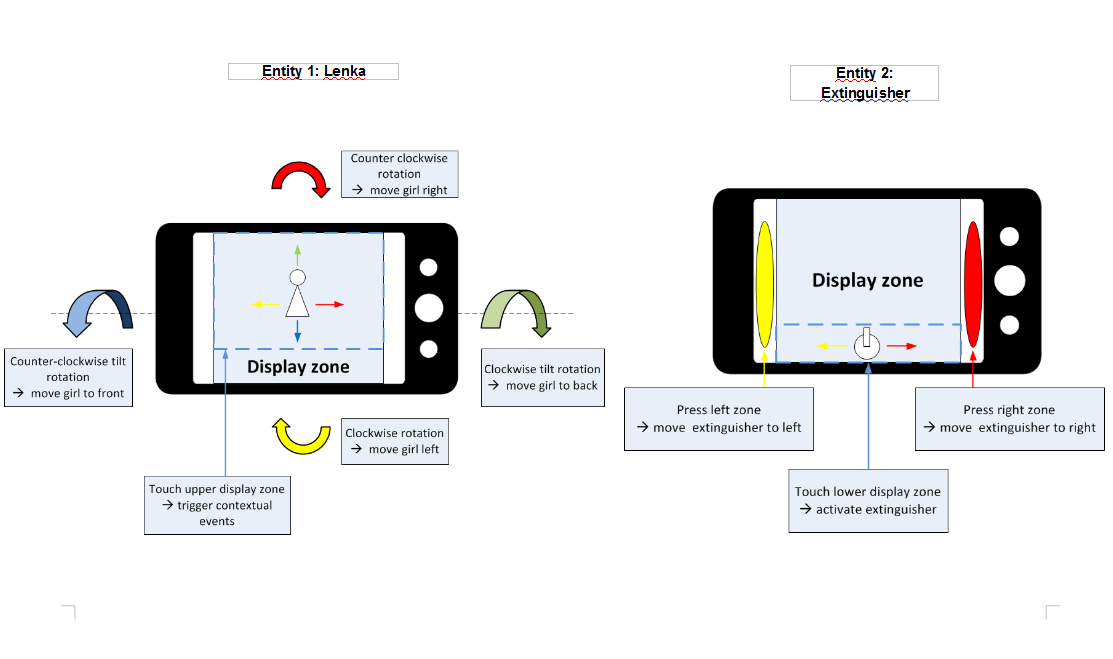 Entity 1: Lenka
Counter clockwise
rotation
→ move girl right
Display zone
Counter-clockwise tilt
rotation
→ move girl to front
Clockwise tilt rotation
→ move girl to back
Clockwise rotation
→ move girl left
Touch upper display zone
→ trigger contextual
events
Entity 2:
Extinguisher
Display zone
Press left zone
→ move extinguisher to left
Press right zone
→ move extinguisher to right
Touch lower display zone
→ activate extinguisher